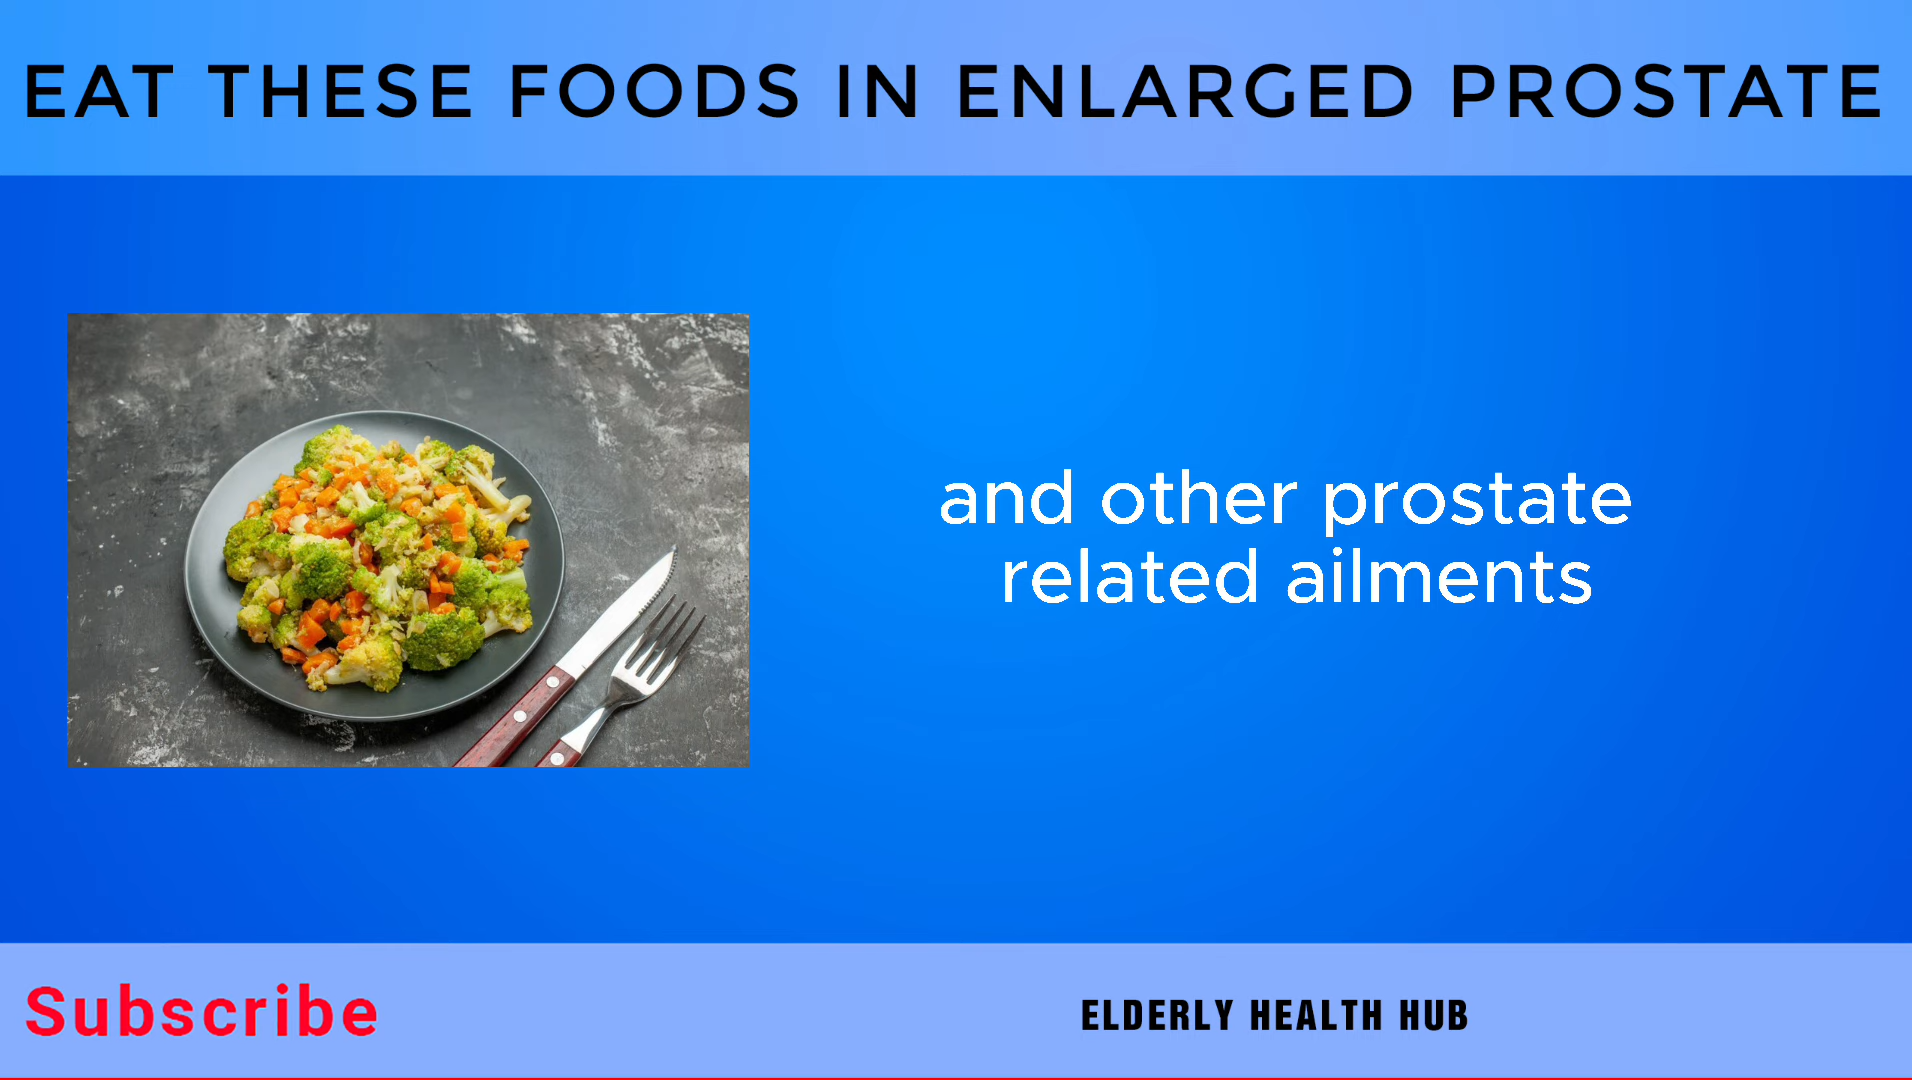 EAT THESE FOODS IN ENLARGED PROSTATE
and other prostate
related ailments
Subscribe
ELDERLY HEALTH HUB